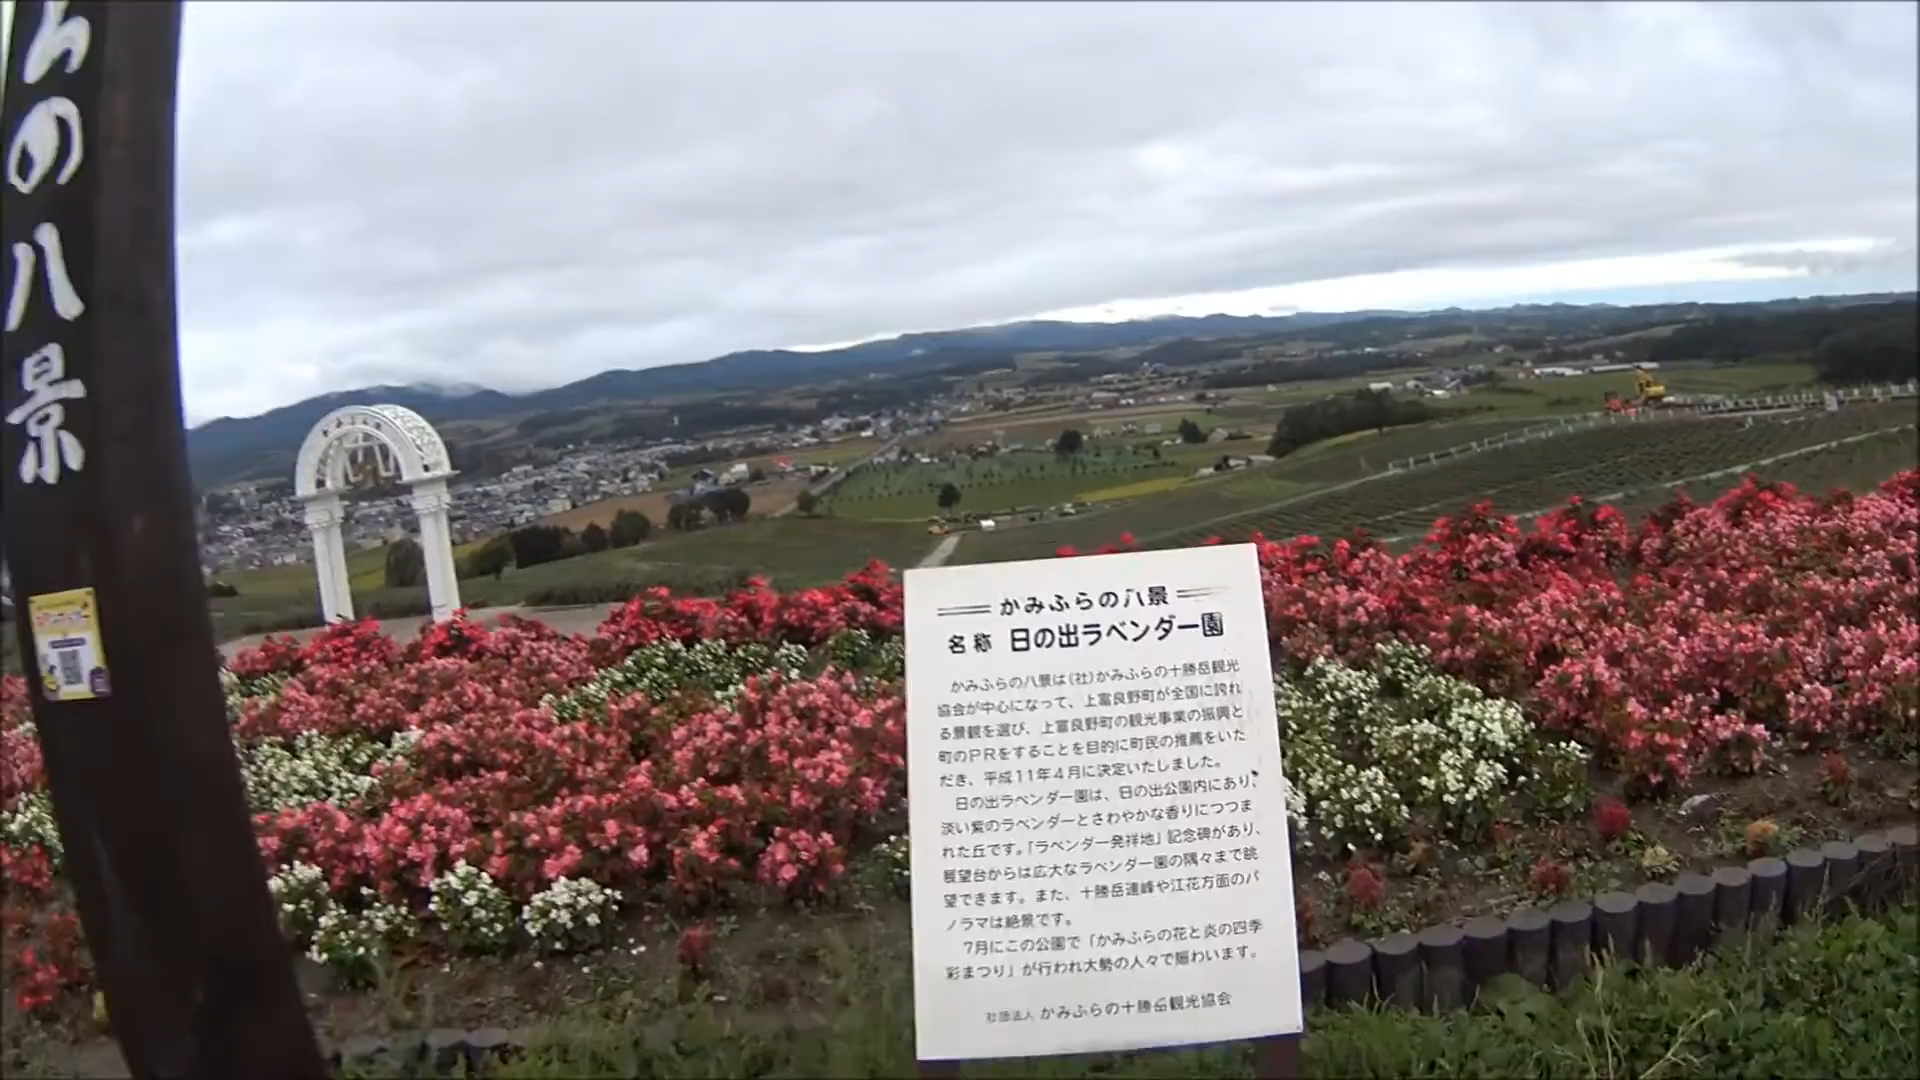 らの八景
かみふらの八景
名称 日の出ラベンダー園
かみふらの八景は(社)かみふらの十勝岳観光
協会が中心になって、上富良野町が全国に誇れ
る景観を選び、上富良野町の観光事業の振興と
町のPRをすることを目的に町民の推薦をいた
だき、平成11年4月に決定いたしました。
日の出ラベンダー園は、日の出公園内にあり、
淡い紫のラベンダーとさわやかな香りにつつま
れた丘です。「ラベンダー発祥地」記念碑があり、
展望台からは広大なラベンダー園の隅々まで眺
望できます。また、十勝岳連峰や江花方面のパ
ノラマは絶景です。
7月にこの公園で「かみふらの花と炎の四季
彩まつり」が行われ大勢の人々で賑わいます。
社団法人 かみふらの十勝岳観光協会